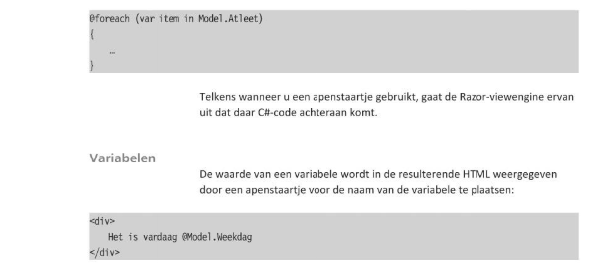 @foreach (var item in Model.Atleet)
{
…
}
Telkens wanneer u een apenstaartje gebruikt, gaat de Razor-viewengine ervan
uit dat daar C#-code achteraan komt.
Variabelen
De waarde van een variabele wordt in de resulterende HTML weergegeven
door een apenstaartje voor de naam van de variabele te plaatsen:
<div>
Het is vardaag @Model.Weekdag
</div>